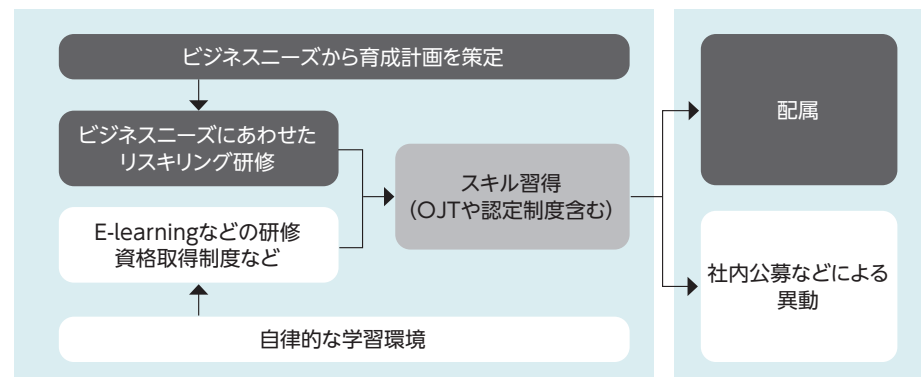 ビジネスニーズから育成計画を策定
ビジネスニーズにあわせた
リスキリング研修
E-learningなどの研修
資格取得制度など
自律的な学習環境
スキル習得
（OJTや認定制度含む）
配属
社内公募などによる
異動